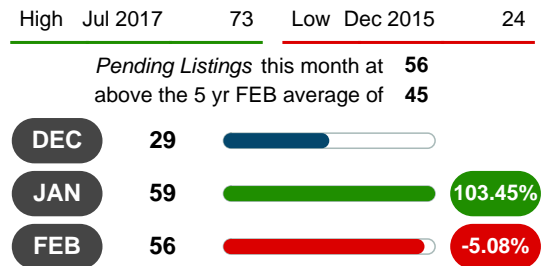 High Jul 2017 73 Low Dec 2015 24
Pending Listings this month at 56
above the 5 yr FEB average of 45
DEC 29
JAN 59 103.45%
FEB 56 -5.08%